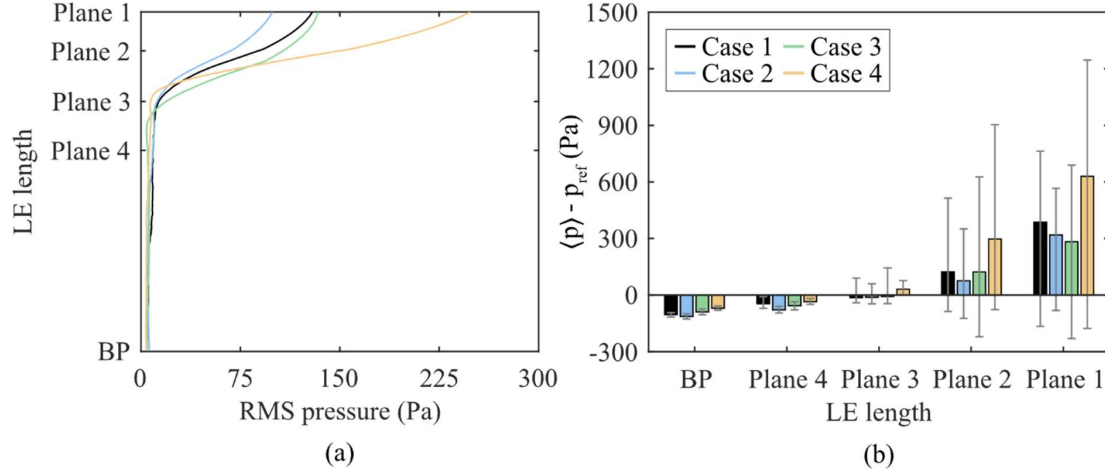 Plane 1
Plane 2
Plane 3
Plane 4
BP
LE length
0
75
150
225
300
RMS pressure (Pa)
(a)
1500
1200
900
600
300
0
-300
⟨p⟩ - p_ref (Pa)
Case 1
Case 3
Case 2
Case 4
BP
Plane 4
Plane 3
Plane 2
Plane 1
LE length
(b)